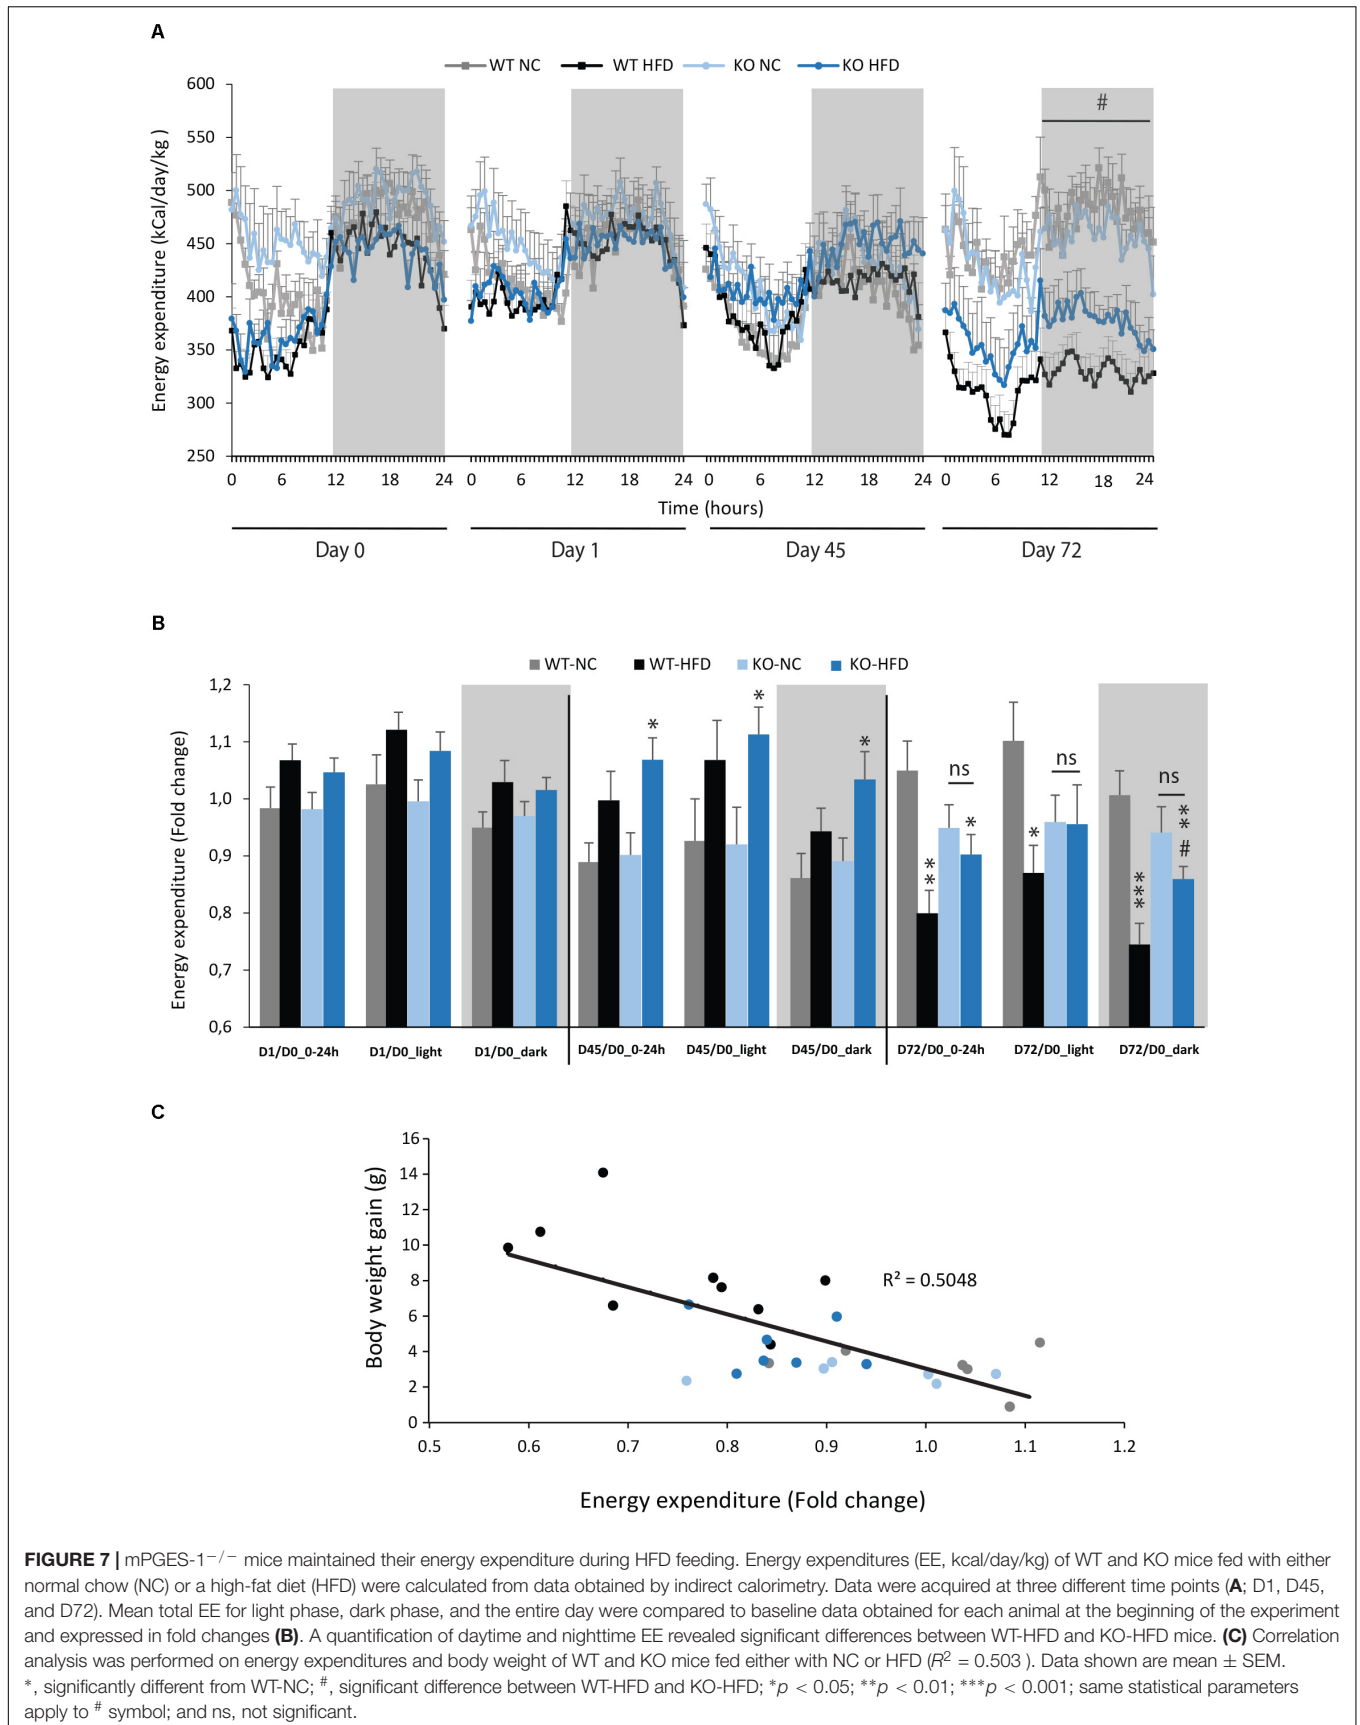 A
WT NC WT HFD KO NC KO HFD
Energy expenditure (kCal/day/kg )
600
550
500
450
400
350
300
250
#
0 6 12 18 24 0 6 12 18 24 0 6 12 18 24 0 6 12 18 24
Time (hours)
Day 0 Day 1 Day 45 Day 72
B
WT-NC WT-HFD KO-NC KO-HFD
Energy expenditure (Fold change)
1,2
1,1
1,0
0,9
0,8
0,7
0,6
* * * ** ns * * ns *** ns ** #
D1/D0_0-24h D1/D0_light D1/D0_dark D45/D0_0-24h D45/D0_light D45/D0_dark D72/D0_0-24h D72/D0_light D72/D0_dark
C
Body weight gain (g)
16
14
12
10
8
6
4
2
0
R² = 0.5048
0.5 0.6 0.7 0.8 0.9 1.0 1.1 1.2
Energy expenditure (Fold change)
FIGURE 7 | mPGES-1−/− mice maintained their energy expenditure during HFD feeding. Energy expenditures (EE, kcal/day/kg) of WT and KO mice fed with either
normal chow (NC) or a high-fat diet (HFD) were calculated from data obtained by indirect calorimetry. Data were acquired at three different time points (A; D1, D45,
and D72). Mean total EE for light phase, dark phase, and the entire day were compared to baseline data obtained for each animal at the beginning of the experiment
and expressed in fold changes (B). A quantification of daytime and nighttime EE revealed significant differences between WT-HFD and KO-HFD mice. (C) Correlation
analysis was performed on energy expenditures and body weight of WT and KO mice fed either with NC or HFD (R² = 0.503 ). Data shown are mean ± SEM.
*, significantly different from WT-NC; #, significant difference between WT-HFD and KO-HFD; *p < 0.05; **p < 0.01; ***p < 0.001; same statistical parameters
apply to # symbol; and ns, not significant.